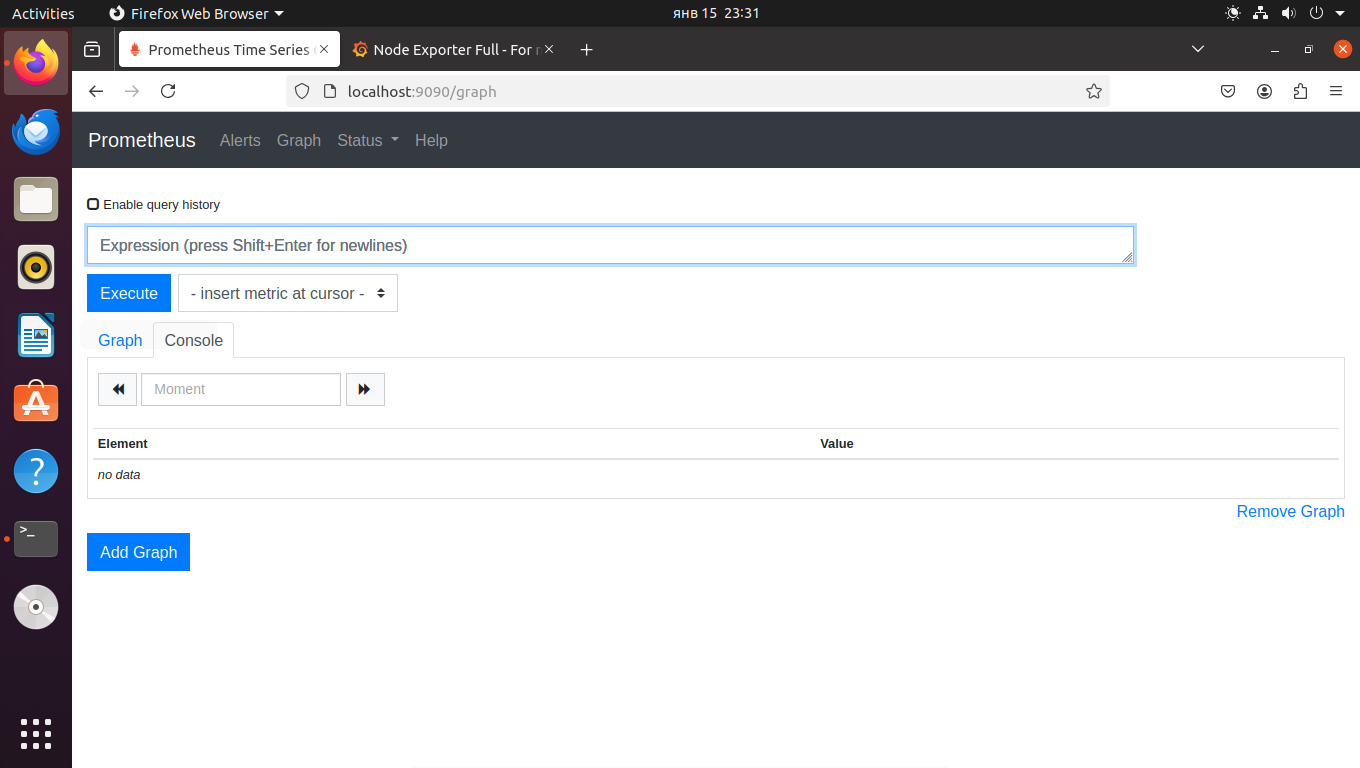 Activities Firefox Web Browser янв 15 23:31
Prometheus Time Series Node Exporter Full - For
localhost:9090/graph
Prometheus Alerts Graph Status Help
Enable query history
Expression (press Shift+Enter for newlines)
Execute - insert metric at cursor -
Graph Console
Moment
Element Value
no data
Remove Graph
Add Graph